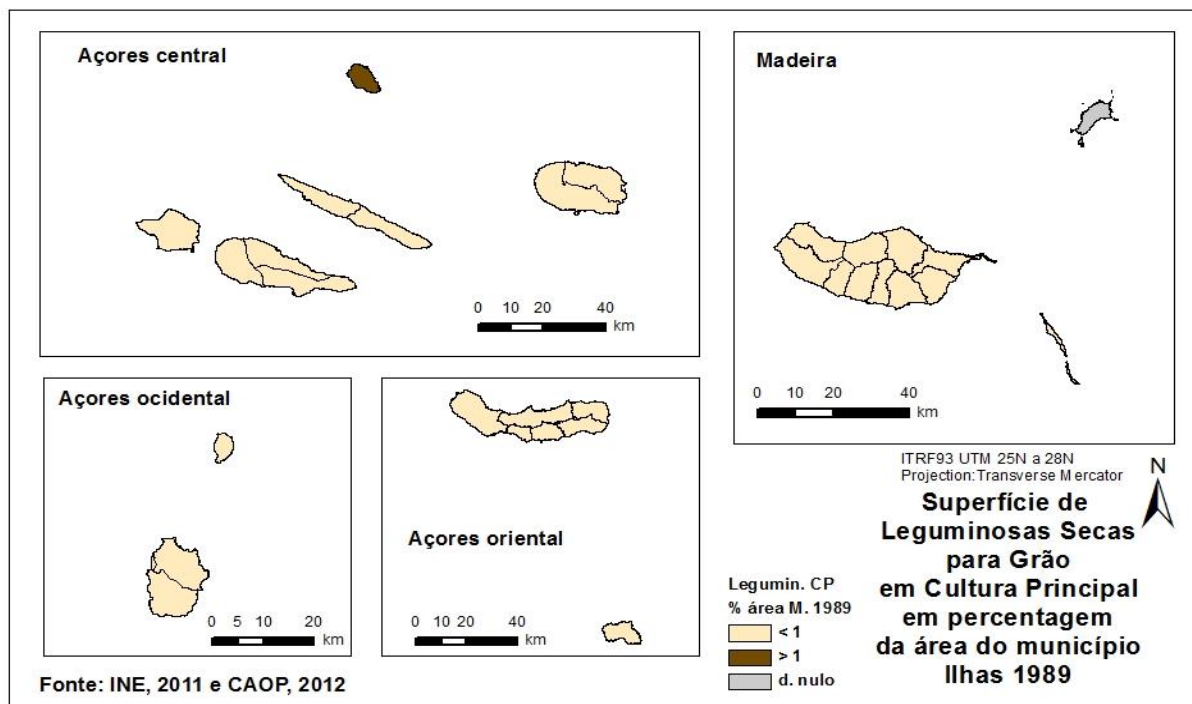 Açores central
0 10 20 40
km
Madeira
0 10 20 40
km
Açores ocidental
0 5 10 20
km
Açores oriental
0 10 20 40
km
ITRF93 UTM 25N a 28N
Projection:Transverse Mercator
N
Superfície de
Leguminosas Secas
para Grão
em Cultura Principal
em percentagem
da área do município
Ilhas 1989
Legumin. CP
% área M. 1989
< 1
> 1
d. nulo
Fonte: INE, 2011 e CAOP, 2012